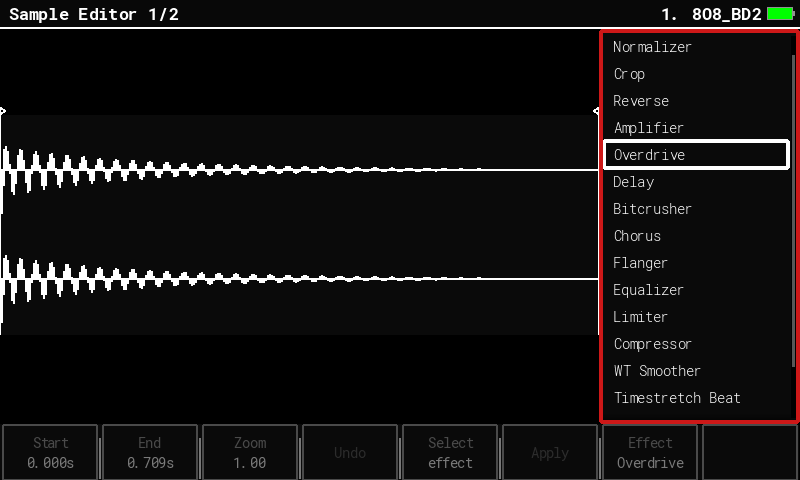 Sample Editor 1/2
1. 808_BD2
Normalizer
Crop
Reverse
Amplifier
Overdrive
Delay
Bitcrusher
Chorus
Flanger
Equalizer
Limiter
Compressor
WT Smoother
Timestretch Beat
Start
0.000s
End
0.709s
Zoom
1.00
Undo
Select
effect
Apply
Effect
Overdrive